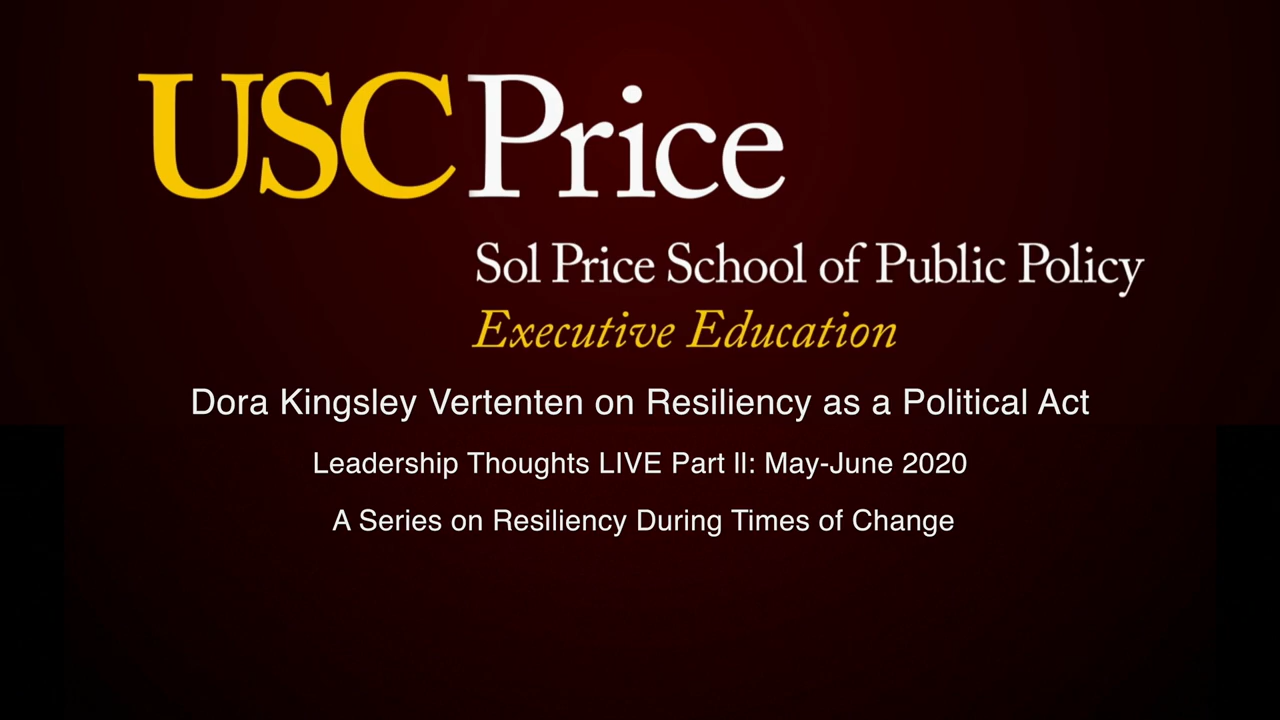 USC Price
Sol Price School of Public Policy
Executive Education
Dora Kingsley Vertenten on Resiliency as a Political Act
Leadership Thoughts LIVE Part II: May-June 2020
A Series on Resiliency During Times of Change